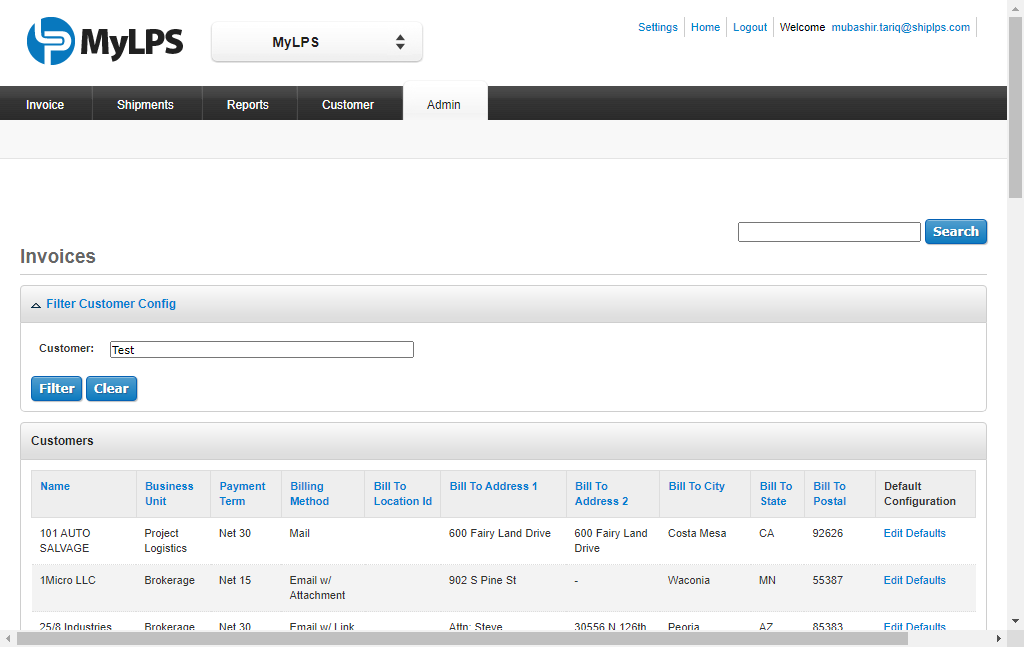 MyLPS
MyLPS
Settings Home Logout Welcome mubashir.tariq@shiplps.com
Invoice Shipments Reports Customer Admin
Search
Invoices
Filter Customer Config
Customer: Test
Filter Clear
Customers
Name Business Unit Payment Term Billing Method Bill To Location Id Bill To Address 1 Bill To Address 2 Bill To City Bill To State Bill To Postal Default Configuration
101 AUTO SALVAGE Project Logistics Net 30 Mail 600 Fairy Land Drive 600 Fairy Land Drive Costa Mesa CA 92626 Edit Defaults
1Micro LLC Brokerage Net 15 Email w/ Attachment 902 S Pine St - Waconia MN 55387 Edit Defaults
25/8 Industries Brokerage Net 30 Email w/ Link Attn: Steve 30556 N 126th Peoria AZ 85383 Edit Defaults